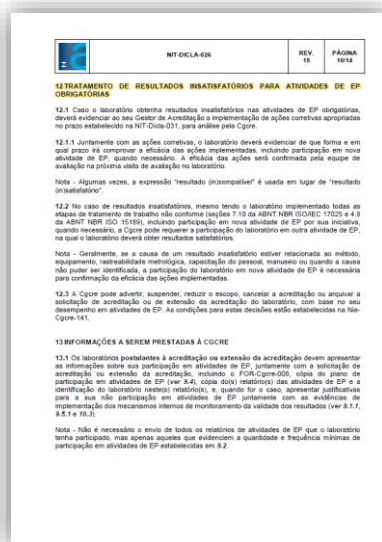 NIT-DICLA-026
REV.
15
PÁGINA
10/14
12 TRATAMENTO DE RESULTADOS INSATISFATÓRIOS PARA ATIVIDADES DE EP
OBRIGATÓRIAS
12.1 Caso o laboratório obtenha resultados insatisfatórios nas atividades de EP obrigatórias,
deverá evidenciar ao seu Gestor de Acreditação a implementação de ações corretivas apropriadas
no prazo estabelecido na NIT-Dicla-031, para análise pela Cgcre.
12.1.1 Juntamente com as ações corretivas, o laboratório deverá evidenciar de que forma e em
qual prazo irá comprovar a eficácia das ações implementadas, incluindo participação em nova
atividade de EP, quando necessário. A eficácia das ações será confirmada pela equipe de
avaliação na próxima visita de avaliação no laboratório.
Nota - Algumas vezes, a expressão "resultado (in)compatível" é usada em lugar de "resultado
(in)satisfatório".
12.2 No caso de resultados insatisfatórios, mesmo tendo o laboratório implementado todas as
etapas de tratamento de trabalho não conforme (seções 7.10 da ABNT NBR ISO/IEC 17025 e 4.9
da ABNT NBR ISO 15189), incluindo participação em nova atividade de EP por sua iniciativa,
quando necessário, a Cgcre pode requerer a participação do laboratório em outra atividade de EP,
na qual o laboratório deverá obter resultados satisfatórios.
Nota - Geralmente, se a causa de um resultado insatisfatório estiver relacionada ao método,
equipamento, rastreabilidade metrológica, capacitação do pessoal, manuseio ou quando a causa
não puder ser identificada, a participação do laboratório em nova atividade de EP é necessária
para confirmação da eficácia das ações implementadas.
12.3 A Cgcre pode advertir, suspender, reduzir o escopo, cancelar a acreditação ou arquivar a
solicitação de acreditação ou de extensão da acreditação do laboratório, com base no seu
desempenho em atividades de EP. As condições para estas decisões estão estabelecidas na Nie-
Cgcre-141.
13 INFORMAÇÕES A SEREM PRESTADAS À CGCRE
13.1 Os laboratórios postulantes à acreditação ou extensão da acreditação devem apresentar
as informações sobre sua participação em atividades de EP, juntamente com a solicitação de
acreditação ou extensão da acreditação, incluindo o FOR-Cgcre-008, cópia do plano de
participação em atividades de EP (ver 9.4), cópia do(s) relatório(s) das atividades de EP e a
identificação do laboratório neste(s) relatório(s), e, quando for o caso, apresentar justificativas
para a sua não participação em atividades de EP juntamente com as evidências de
implementação dos mecanismos internos de monitoramento da validade dos resultados (ver 9.1.1,
9.5.1 e 10.3).
Nota - Não é necessário o envio de todos os relatórios de atividades de EP que o laboratório
tenha participado, mas apenas aqueles que evidenciem a quantidade e frequência mínimas de
participação em atividades de EP estabelecidas em 9.2.